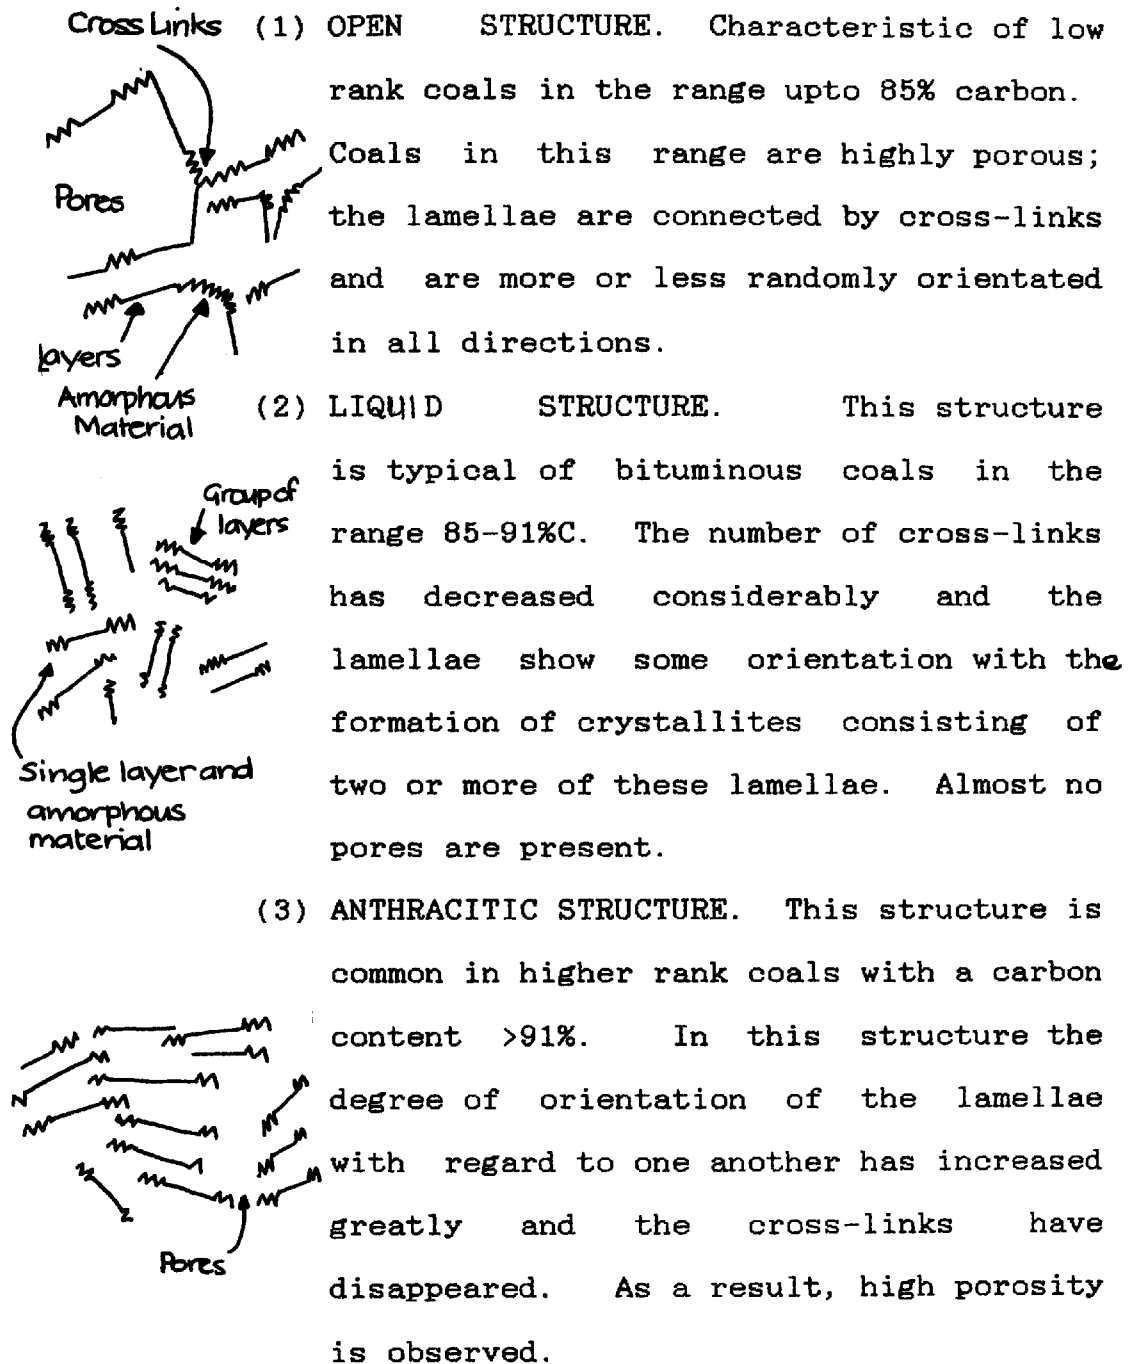 Cross Links
(1) OPEN STRUCTURE. Characteristic of low
rank coals in the range upto 85% carbon.
Coals in this range are highly porous;
Pores
the lamellae are connected by cross-links
and are more or less randomly orientated
in all directions.
Layers
Amorphous
Material
(2) LIQUID STRUCTURE. This structure
is typical of bituminous coals in the
Group of
layers
range 85-91%C. The number of cross-links
has decreased considerably and the
lamellae show some orientation with the
formation of crystallites consisting of
Single layer and
amorphous
material
two or more of these lamellae. Almost no
pores are present.
(3) ANTHRACITIC STRUCTURE. This structure is
common in higher rank coals with a carbon
content >91%. In this structure the
degree of orientation of the lamellae
with regard to one another has increased
greatly and the cross-links have
Pores
disappeared. As a result, high porosity
is observed.